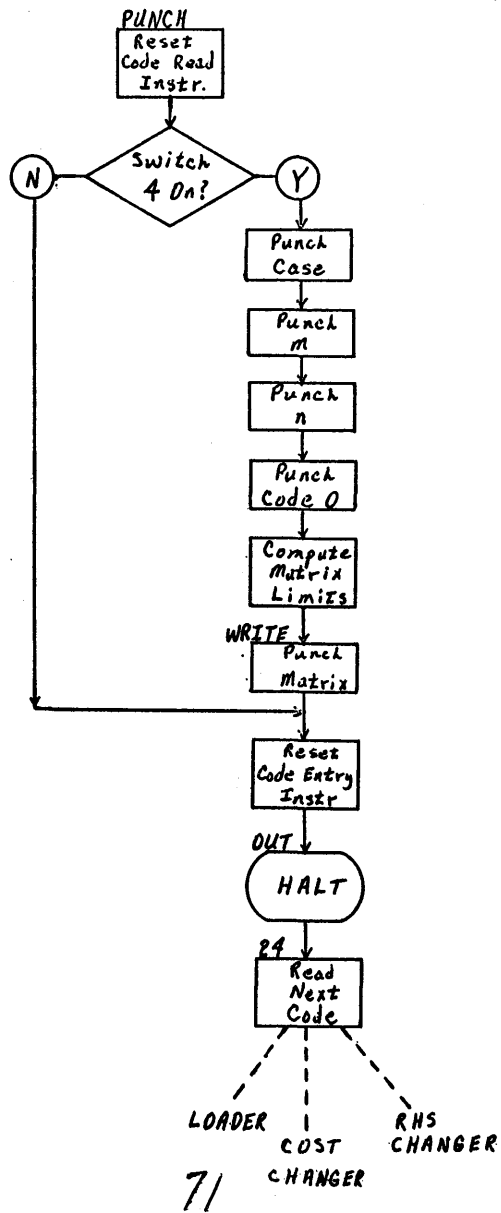 PUNCH
Reset
Code Read
Instr.
Switch
4 On?
N
Y
Punch
Case
Punch
m
Punch
n
Punch
Code 0
Compute
Matrix
Limits
WRITE
Punch
Matrix
Reset
Code Entry
Instr
OUT
HALT
24
Read
Next
Code
LOADER
COST
CHANGER
RHS
CHANGER
71